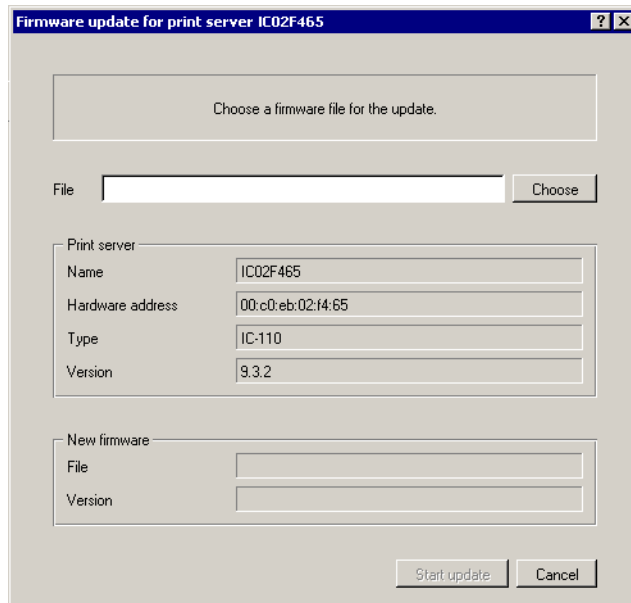 Firmware update for print server IC02F465
Choose a firmware file for the update.
File Choose
Print server
Name IC02F465
Hardware address 00:c0:eb:02:f4:65
Type IC-110
Version 9.3.2
New firmware
File
Version
Start update Cancel